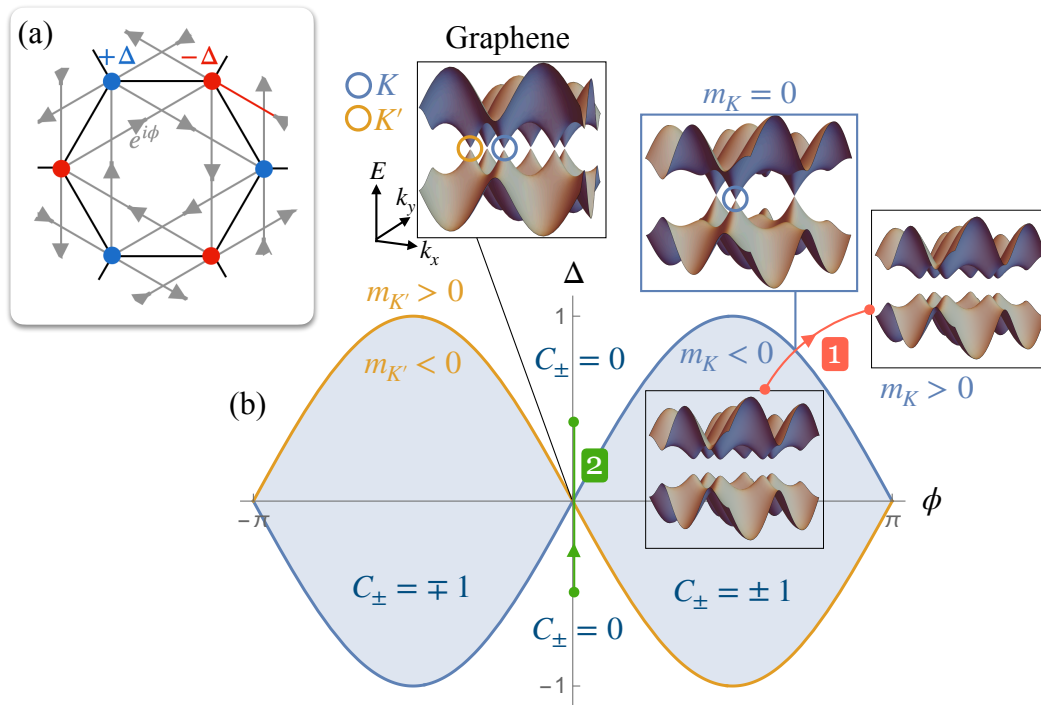 (a)
+Δ
−Δ
e^{iϕ}
Graphene
K
K′
E
k_y
k_x
m_K = 0
m_K > 0
Δ
1
m_{K′} > 0
m_{K′} < 0
C_± = 0
m_K < 0
1
(b)
2
−π
π
ϕ
C_± = ∓ 1
C_± = 0
C_± = ± 1
−1